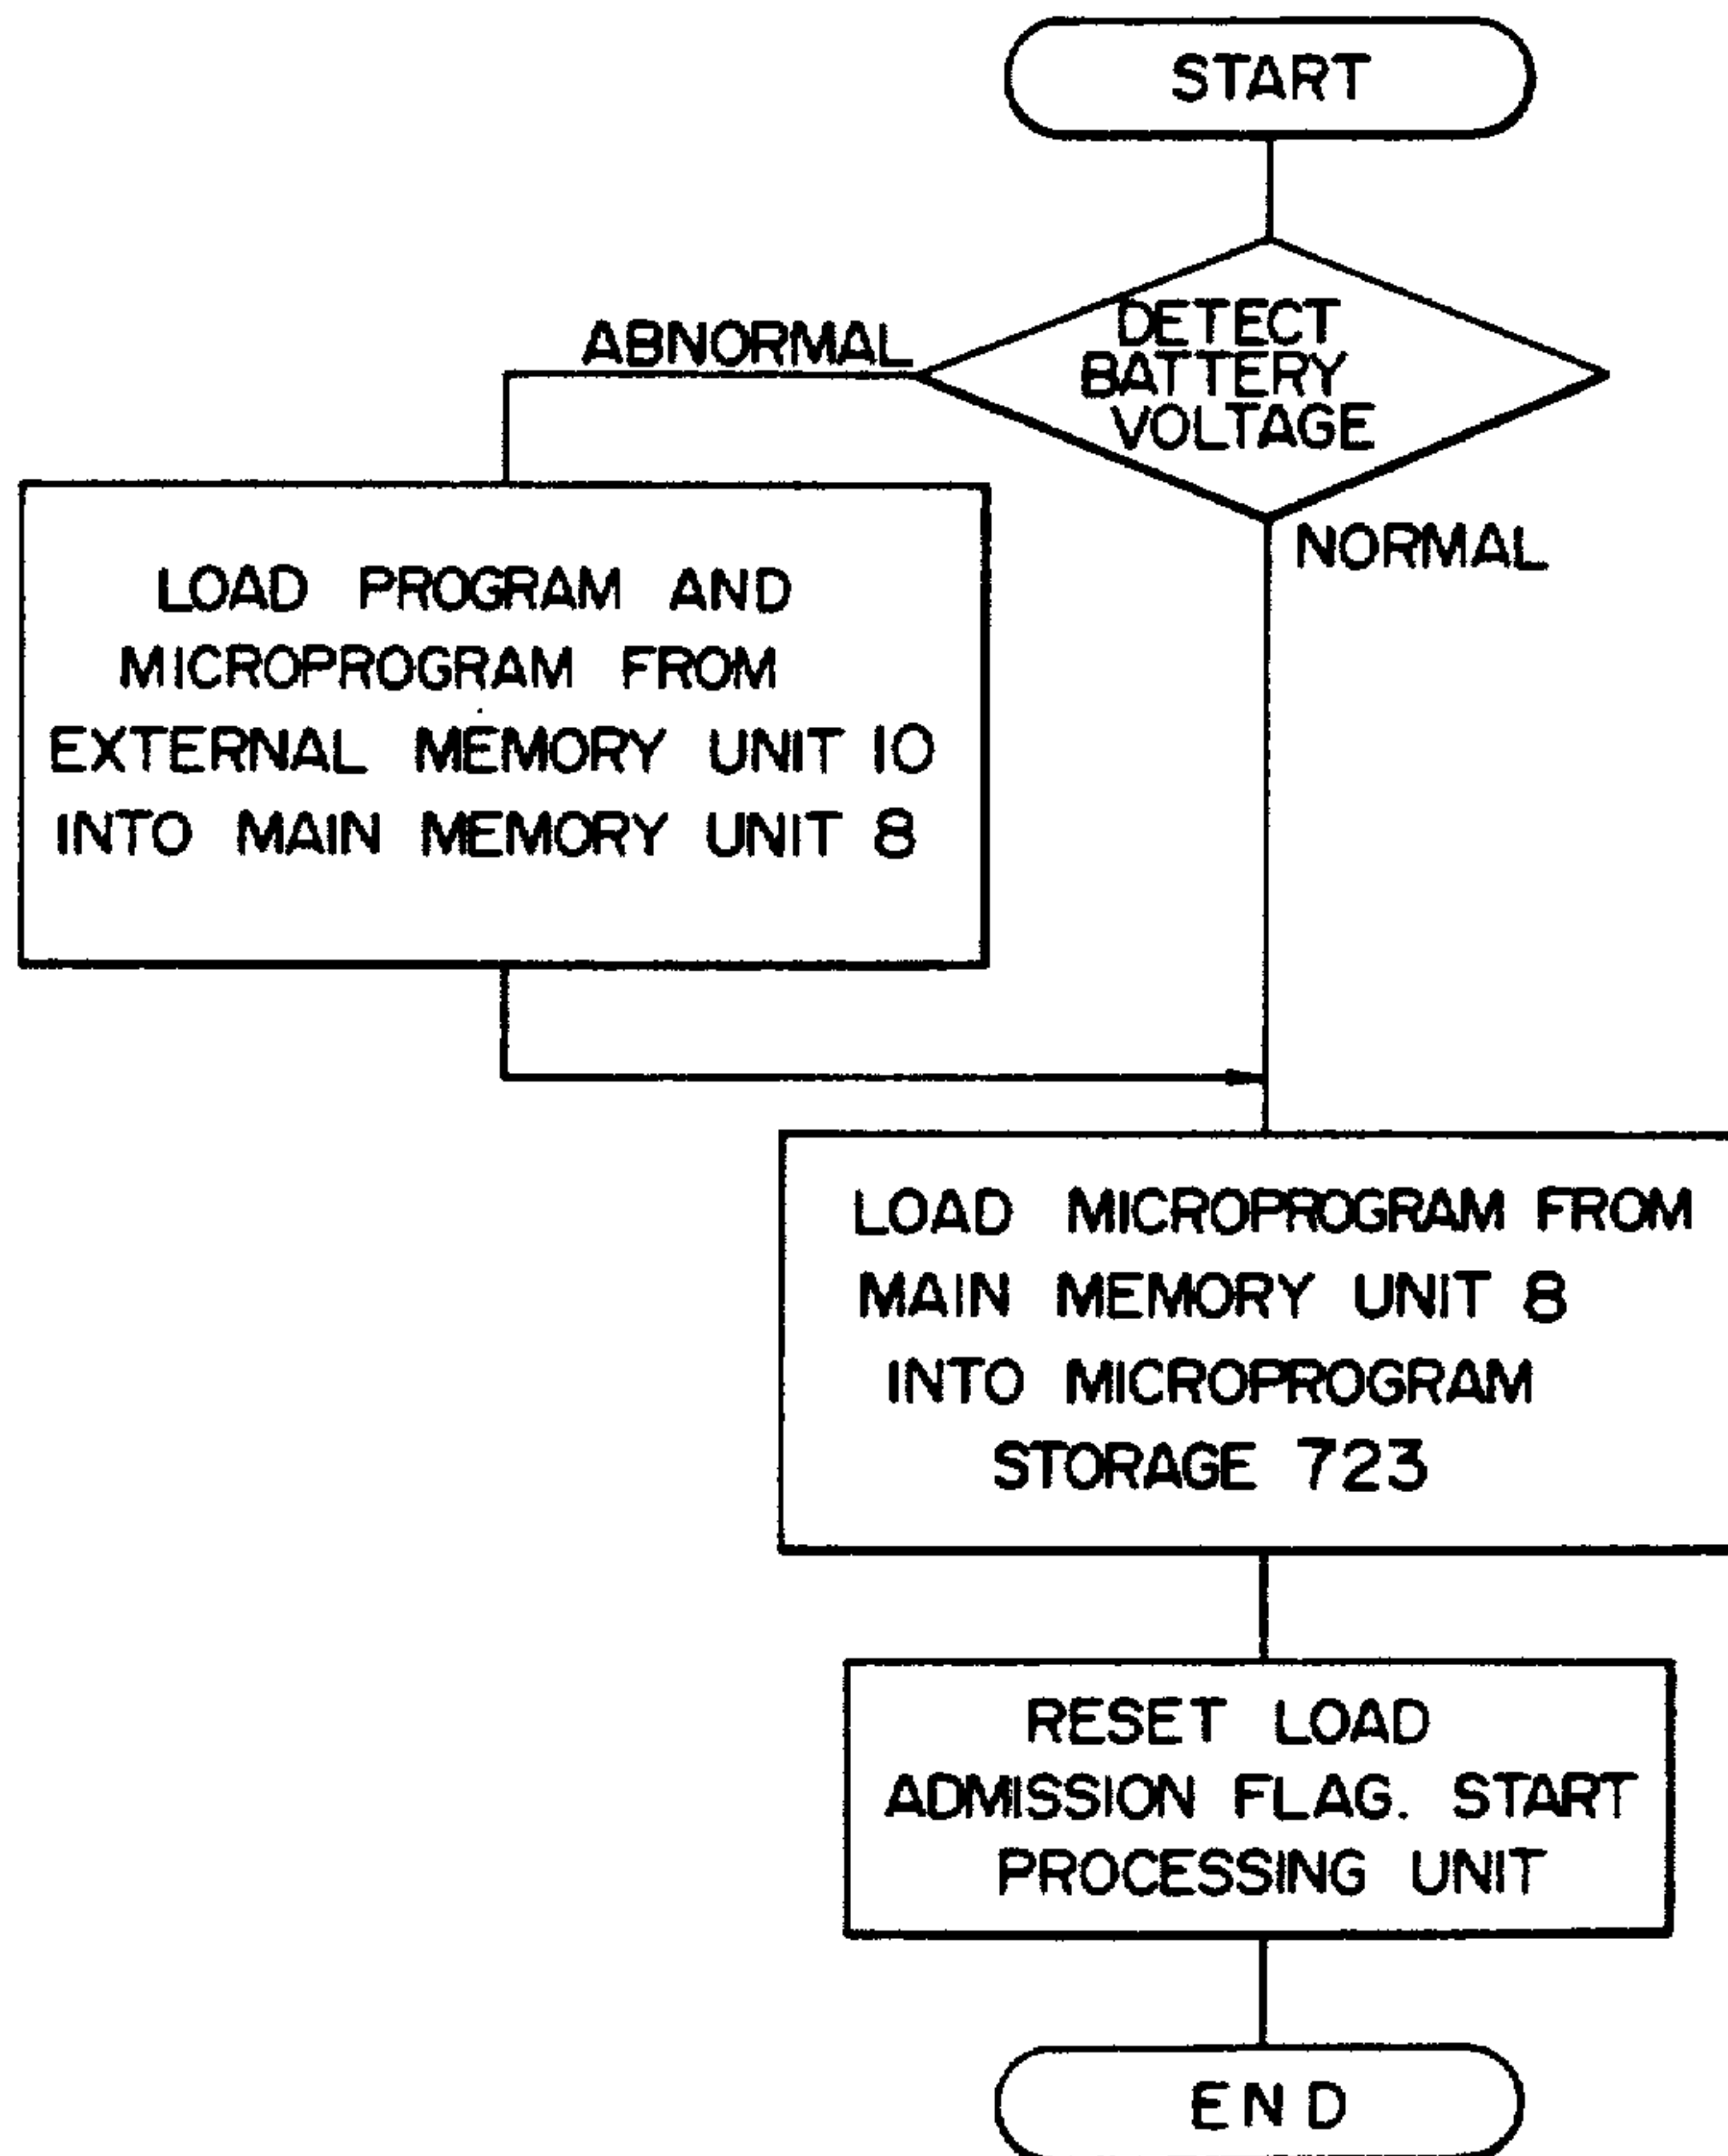 START
DETECT
BATTERY
VOLTAGE
ABNORMAL
NORMAL
LOAD PROGRAM AND
MICROPROGRAM FROM
EXTERNAL MEMORY UNIT 10
INTO MAIN MEMORY UNIT 8
LOAD MICROPROGRAM FROM
MAIN MEMORY UNIT 8
INTO MICROPROGRAM
STORAGE 723
RESET LOAD
ADMISSION FLAG. START
PROCESSING UNIT
END